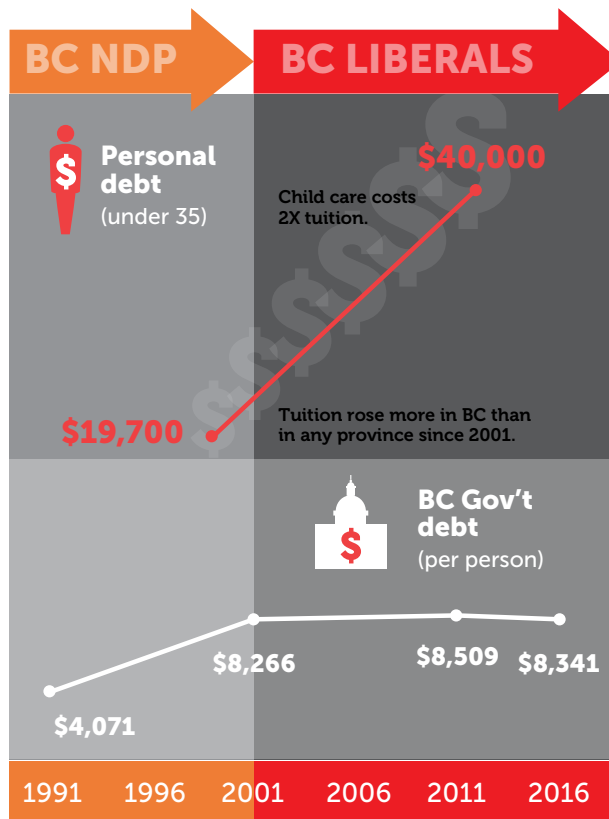 BC NDP
BC LIBERALS
$
Personal
debt
(under 35)
$40,000
Child care costs
2X tuition.
$ $ $ $ $ $
$19,700
Tuition rose more in BC than
in any province since 2001.
$
BC Gov't
debt
(per person)
$4,071
$8,266
$8,509
$8,341
1991 1996 2001 2006 2011 2016